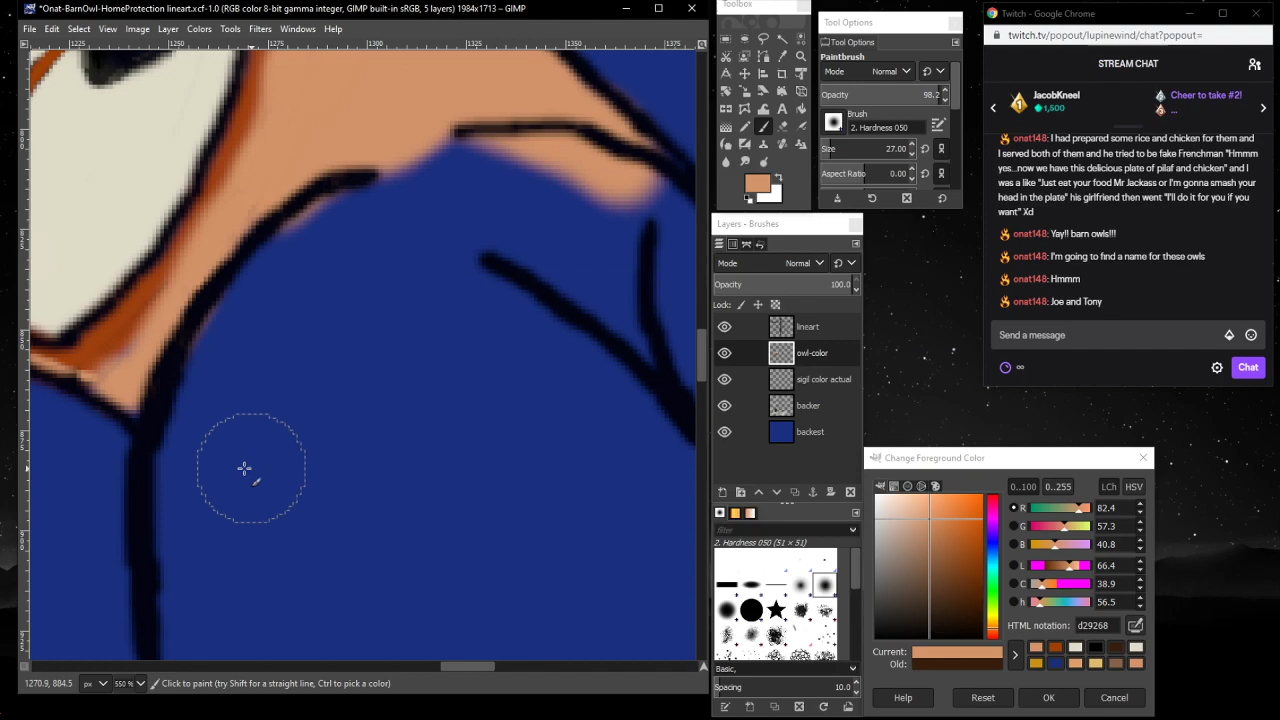 *Onat-BarnOwl-HomeProtection lineart.xcf-1.0 (RGB color 8-bit gamma integer, GIMP built-in sRGB, 5 layers) 1984x1713 – GIMP
File Edit Select View Image Layer Colors Tools Filters Windows Help
1225 1250 1275 1300 1325 1350 1375
800
825
850
875
900
925
1270.9, 884.5 px 550 % Click to paint (try Shift for a straight line, Ctrl to pick a color)
Toolbox
Tool Options
Tool Options
Paintbrush
Mode Normal
Opacity 98.2
Brush
2. Hardness 050
Size 27.00
Aspect Ratio 0.00
Layers - Brushes
Mode Normal
Opacity 100.0
Lock:
lineart
owl-color
sigil color actual
backer
backest
filter
2. Hardness 050 (51 × 51)
Basic,
Spacing 10.0
Twitch - Google Chrome
twitch.tv/popout/lupinewind/chat?popout=
STREAM CHAT
1 JacobKneel
1,500
Cheer to take #2!
...
onat148: I had prepared some rice and chicken for them and
I served both of them and he tried to be fake Frenchman "Hmmm
yes...now we have this delicious plate of pilaf and chicken" and I
was a like "Just eat your food Mr Jackass or I'm gonna smash your
head in the plate" his girlfriend then went "I'll do it for you if you
want" Xd
onat148: Yay!! barn owls!!!
onat148: I'm going to find a name for these owls
onat148: Hmmm
onat148: Joe and Tony
Send a message
∞ Chat
Change Foreground Color
0..100 0..255 LCh HSV
R 82.4
G 57.3
B 40.8
L 66.4
C 38.9
h 56.5
HTML notation: d29268
Current:
Old:
Help Reset OK Cancel